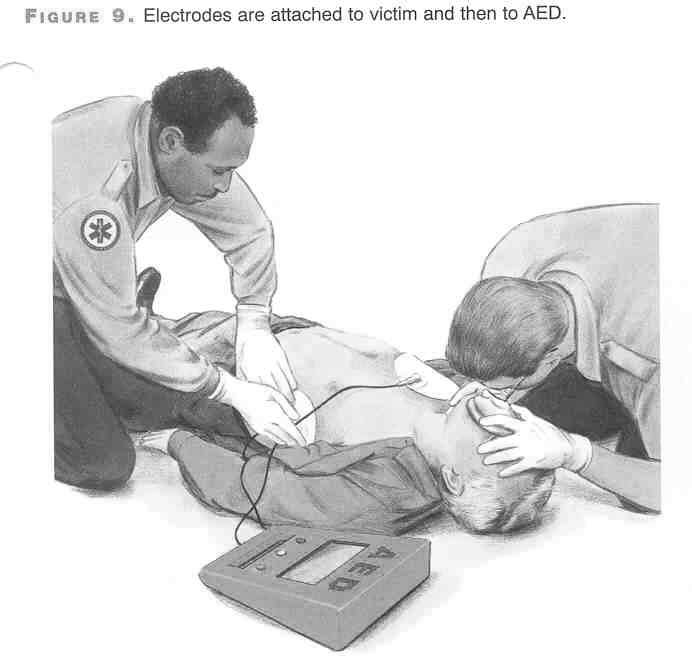 FIGURE 9. Electrodes are attached to victim and then to AED.
AED